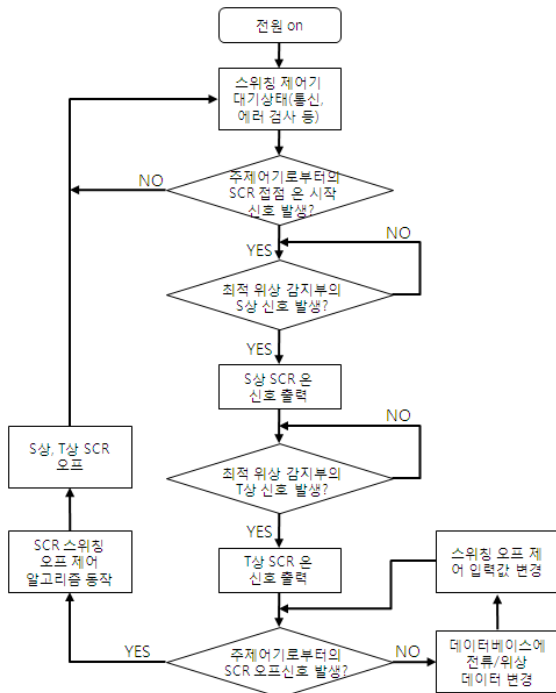 전원 on
스위칭 제어기
대기상태(통신,
에러 검사 등)
NO
주제어기로부터의
SCR 접점 온 시작
신호 발생?
YES
NO
최적 위상 감지부의
S상 신호 발생?
YES
S상 SCR 온
신호 출력
NO
최적 위상 감지부의
T상 신호 발생?
YES
T상 SCR 온
신호 출력
S상, T상 SCR
오프
SCR 스위칭
오프 제어
알고리즘 동작
스위칭 오프 제
어 입력값 변경
YES
주제어기로부터의
SCR 오프신호 발생?
NO
데이터베이스에
전류/위상
데이터 변경